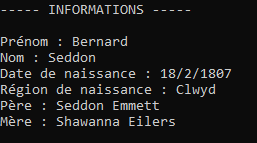 ----- INFORMATIONS -----
Prénom : Bernard
Nom : Seddon
Date de naissance : 18/2/1807
Région de naissance : Clwyd
Père : Seddon Emmett
Mère : Shawanna Eilers